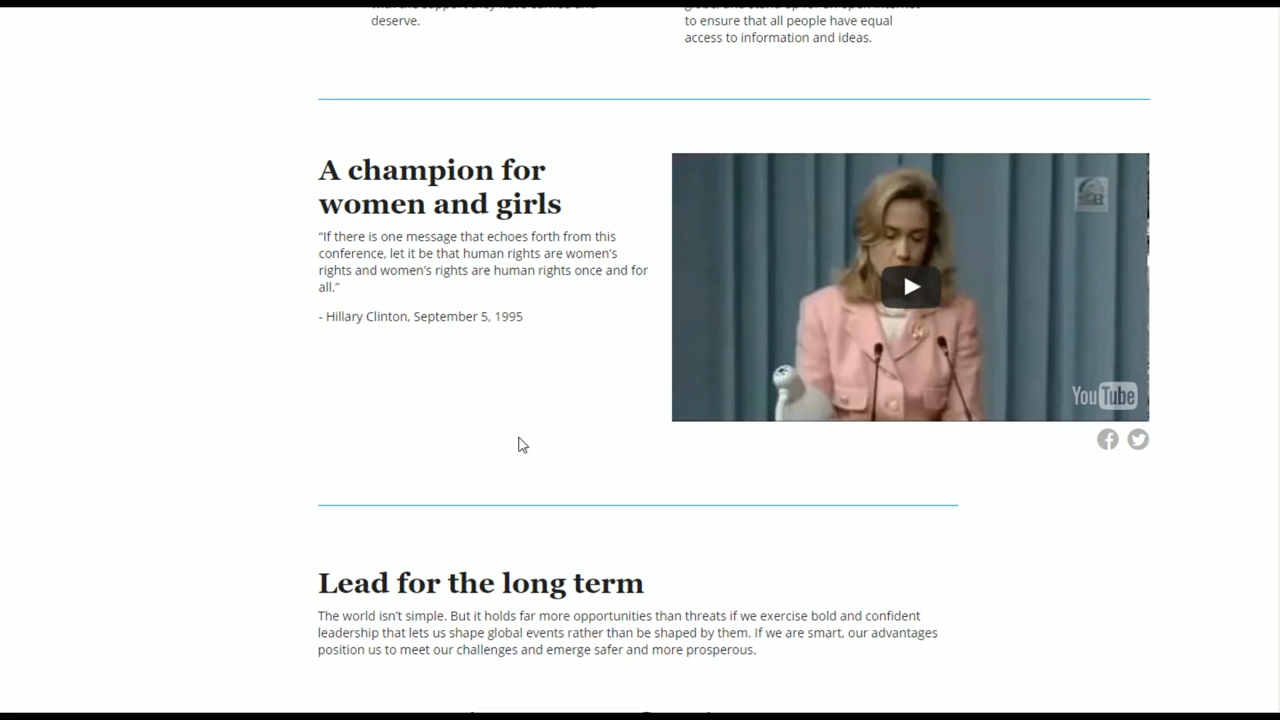 deserve.
to ensure that all people have equal
access to information and ideas.
A champion for
women and girls
“If there is one message that echoes forth from this
conference, let it be that human rights are women’s
rights and women’s rights are human rights once and for
all.”
- Hillary Clinton, September 5, 1995
YouTube
Lead for the long term
The world isn’t simple. But it holds far more opportunities than threats if we exercise bold and confident
leadership that lets us shape global events rather than be shaped by them. If we are smart, our advantages
position us to meet our challenges and emerge safer and more prosperous.